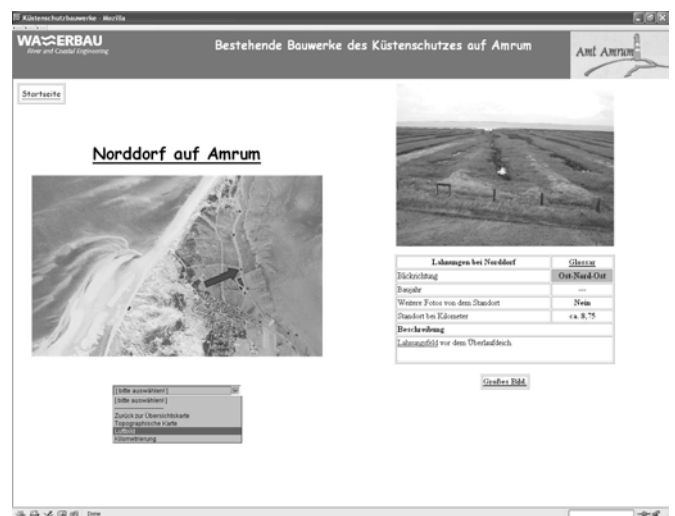 Küstenschutzbauwerke - Mozilla
WASSERBAU
River and Coastal Engineering
Bestehende Bauwerke des Küstenschutzes auf Amrum
Amt Amrum
Startseite
Norddorf auf Amrum
Lahnungen bei Norddorf Glossar
Blickrichtung Ost-Nord-Ost
Baujahr ---
Weitere Fotos von dem Standort Nein
Standort bei Kilometer ca. 8,75
Beschreibung
Lahnungsfeld vor dem Überlaufdeich.
Großes Bild
[ bitte auswählen! ]
[ bitte auswählen! ]
--------------------
Zurück zur Übersichtskarte
Topographische Karte
Luftbild
Kilometrierung
Done